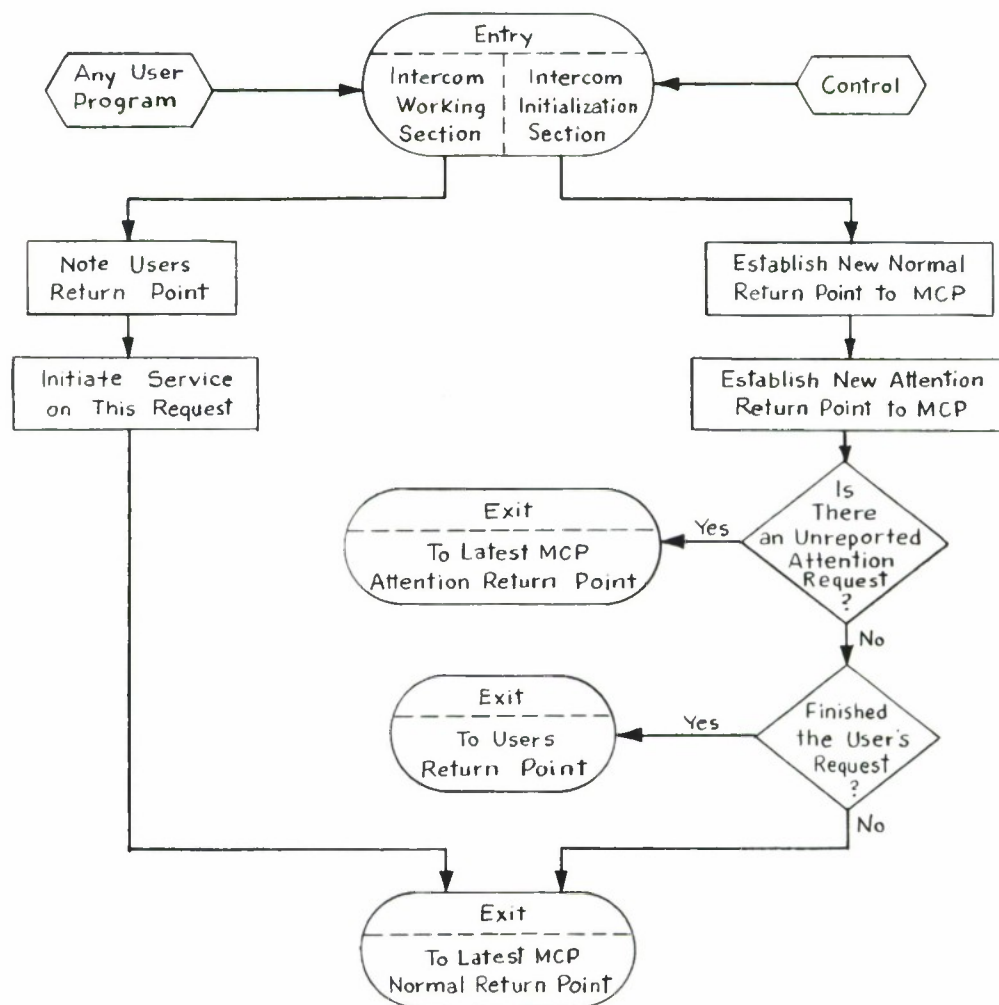 Entry
Any User
Program
Intercom
Working
Section
Intercom
Initialization
Section
Control
Note Users
Return Point
Establish New Normal
Return Point to MCP
Initiate Service
on This Request
Establish New Attention
Return Point to MCP
Is
There
an Unreported
Attention
Request
?
Yes
Exit
To Latest MCP
Attention Return Point
No
Finished
the User's
Request
?
Yes
Exit
To Users
Return Point
No
Exit
To Latest MCP
Normal Return Point